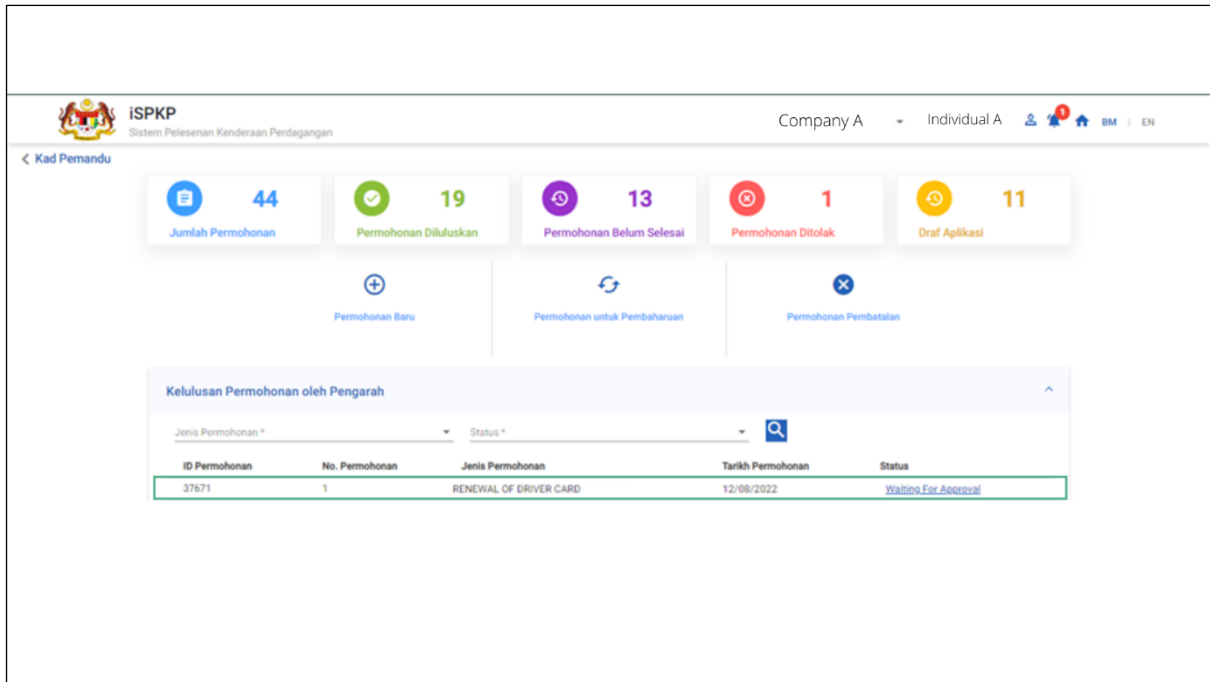 iSPKP
Sistem Pelesenan Kenderaan Perdagangan
Company A
Individual A
1
BM | EN
Kad Pemandu
44
Jumlah Permohonan
19
Permohonan Diluluskan
13
Permohonan Belum Selesai
1
Permohonan Ditolak
11
Draf Aplikasi
Permohonan Baru
Permohonan untuk Pembaharuan
Permohonan Pembatalan
Kelulusan Permohonan oleh Pengarah
Jenis Permohonan * Status *
ID Permohonan No. Permohonan Jenis Permohonan Tarikh Permohonan Status
37671 1 RENEWAL OF DRIVER CARD 12/08/2022 Waiting For Approval